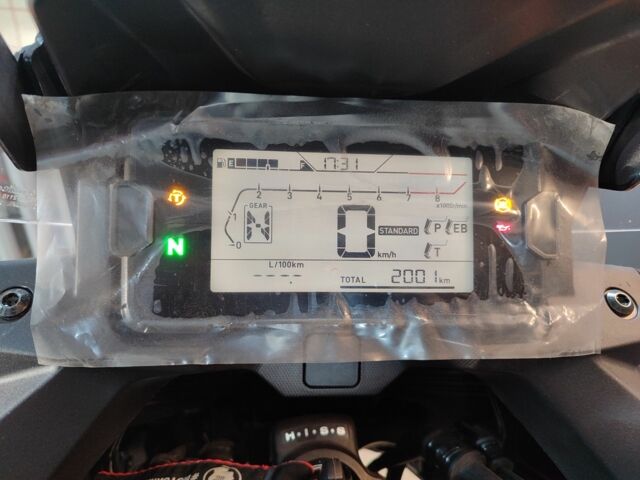 E F 17:31
2 3 4 5 6 7 8
x1000r/min
1
0
GEAR
N
0 km/h
STANDARD
P EB
T
N
L/100km
----
TOTAL 2001 km
H·I·S·S